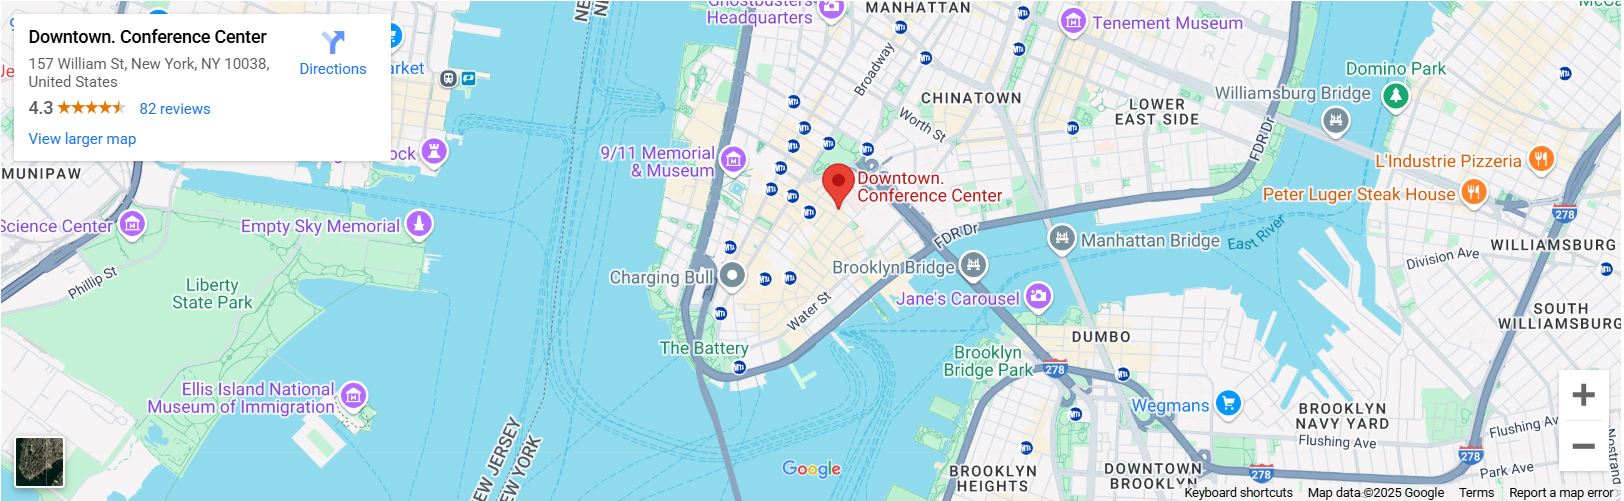 Downtown. Conference Center
157 William St, New York, NY 10038,
United States
4.3
82 reviews
View larger map
Directions
Ghostbusters
Headquarters
MANHATTAN
Tenement Museum
Broadway
CHINATOWN
Worth St
LOWER
EAST SIDE
Domino Park
Williamsburg Bridge
FDR Dr
L'Industrie Pizzeria
Peter Luger Steak House
278
WILLIAMSBURG
Division Ave
SOUTH
WILLIAMSBURG
9/11 Memorial
& Museum
Downtown.
Conference Center
FDR Dr
Manhattan Bridge
East River
Brooklyn Bridge
Jane's Carousel
Charging Bull
Water St
The Battery
DUMBO
Brooklyn
Bridge Park
278
Wegmans
BROOKLYN
NAVY YARD
Flushing Ave
Flushing Ave
278
Park Ave
278
BROOKLYN
HEIGHTS
DOWNTOWN
BROOKLYN
MUNIPAW
Science Center
Empty Sky Memorial
Phillip St
Liberty
State Park
Ellis Island National
Museum of Immigration
NEW JERSEY
NEW YORK
Google
Keyboard shortcuts
Map data ©2025 Google
Terms
Report a map error